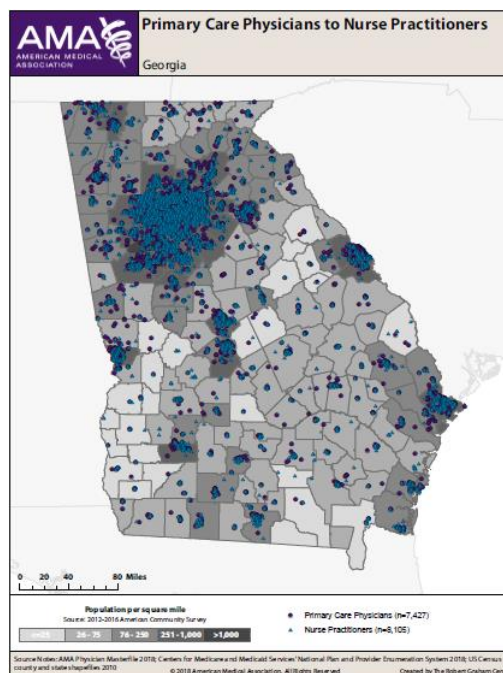 AMA
AMERICAN MEDICAL
ASSOCIATION
Primary Care Physicians to Nurse Practitioners
Georgia
0 20 40 80 Miles
Population per square mile
Source: 2012-2016 American Community Survey
26 - 75 76 - 250 251 - 1,000 >1,000
Primary Care Physicians (n=7,427)
Nurse Practitioners (n=8,105)
Source Notes: AMA Physician Masterfile 2018; Centers for Medicare and Medicaid Services' National Plan and Provider Enumeration System 2018; US Census
county and state shapefiles 2010
© 2018 American Medical Association. All Rights Reserved
Created by The Robert Graham Cen